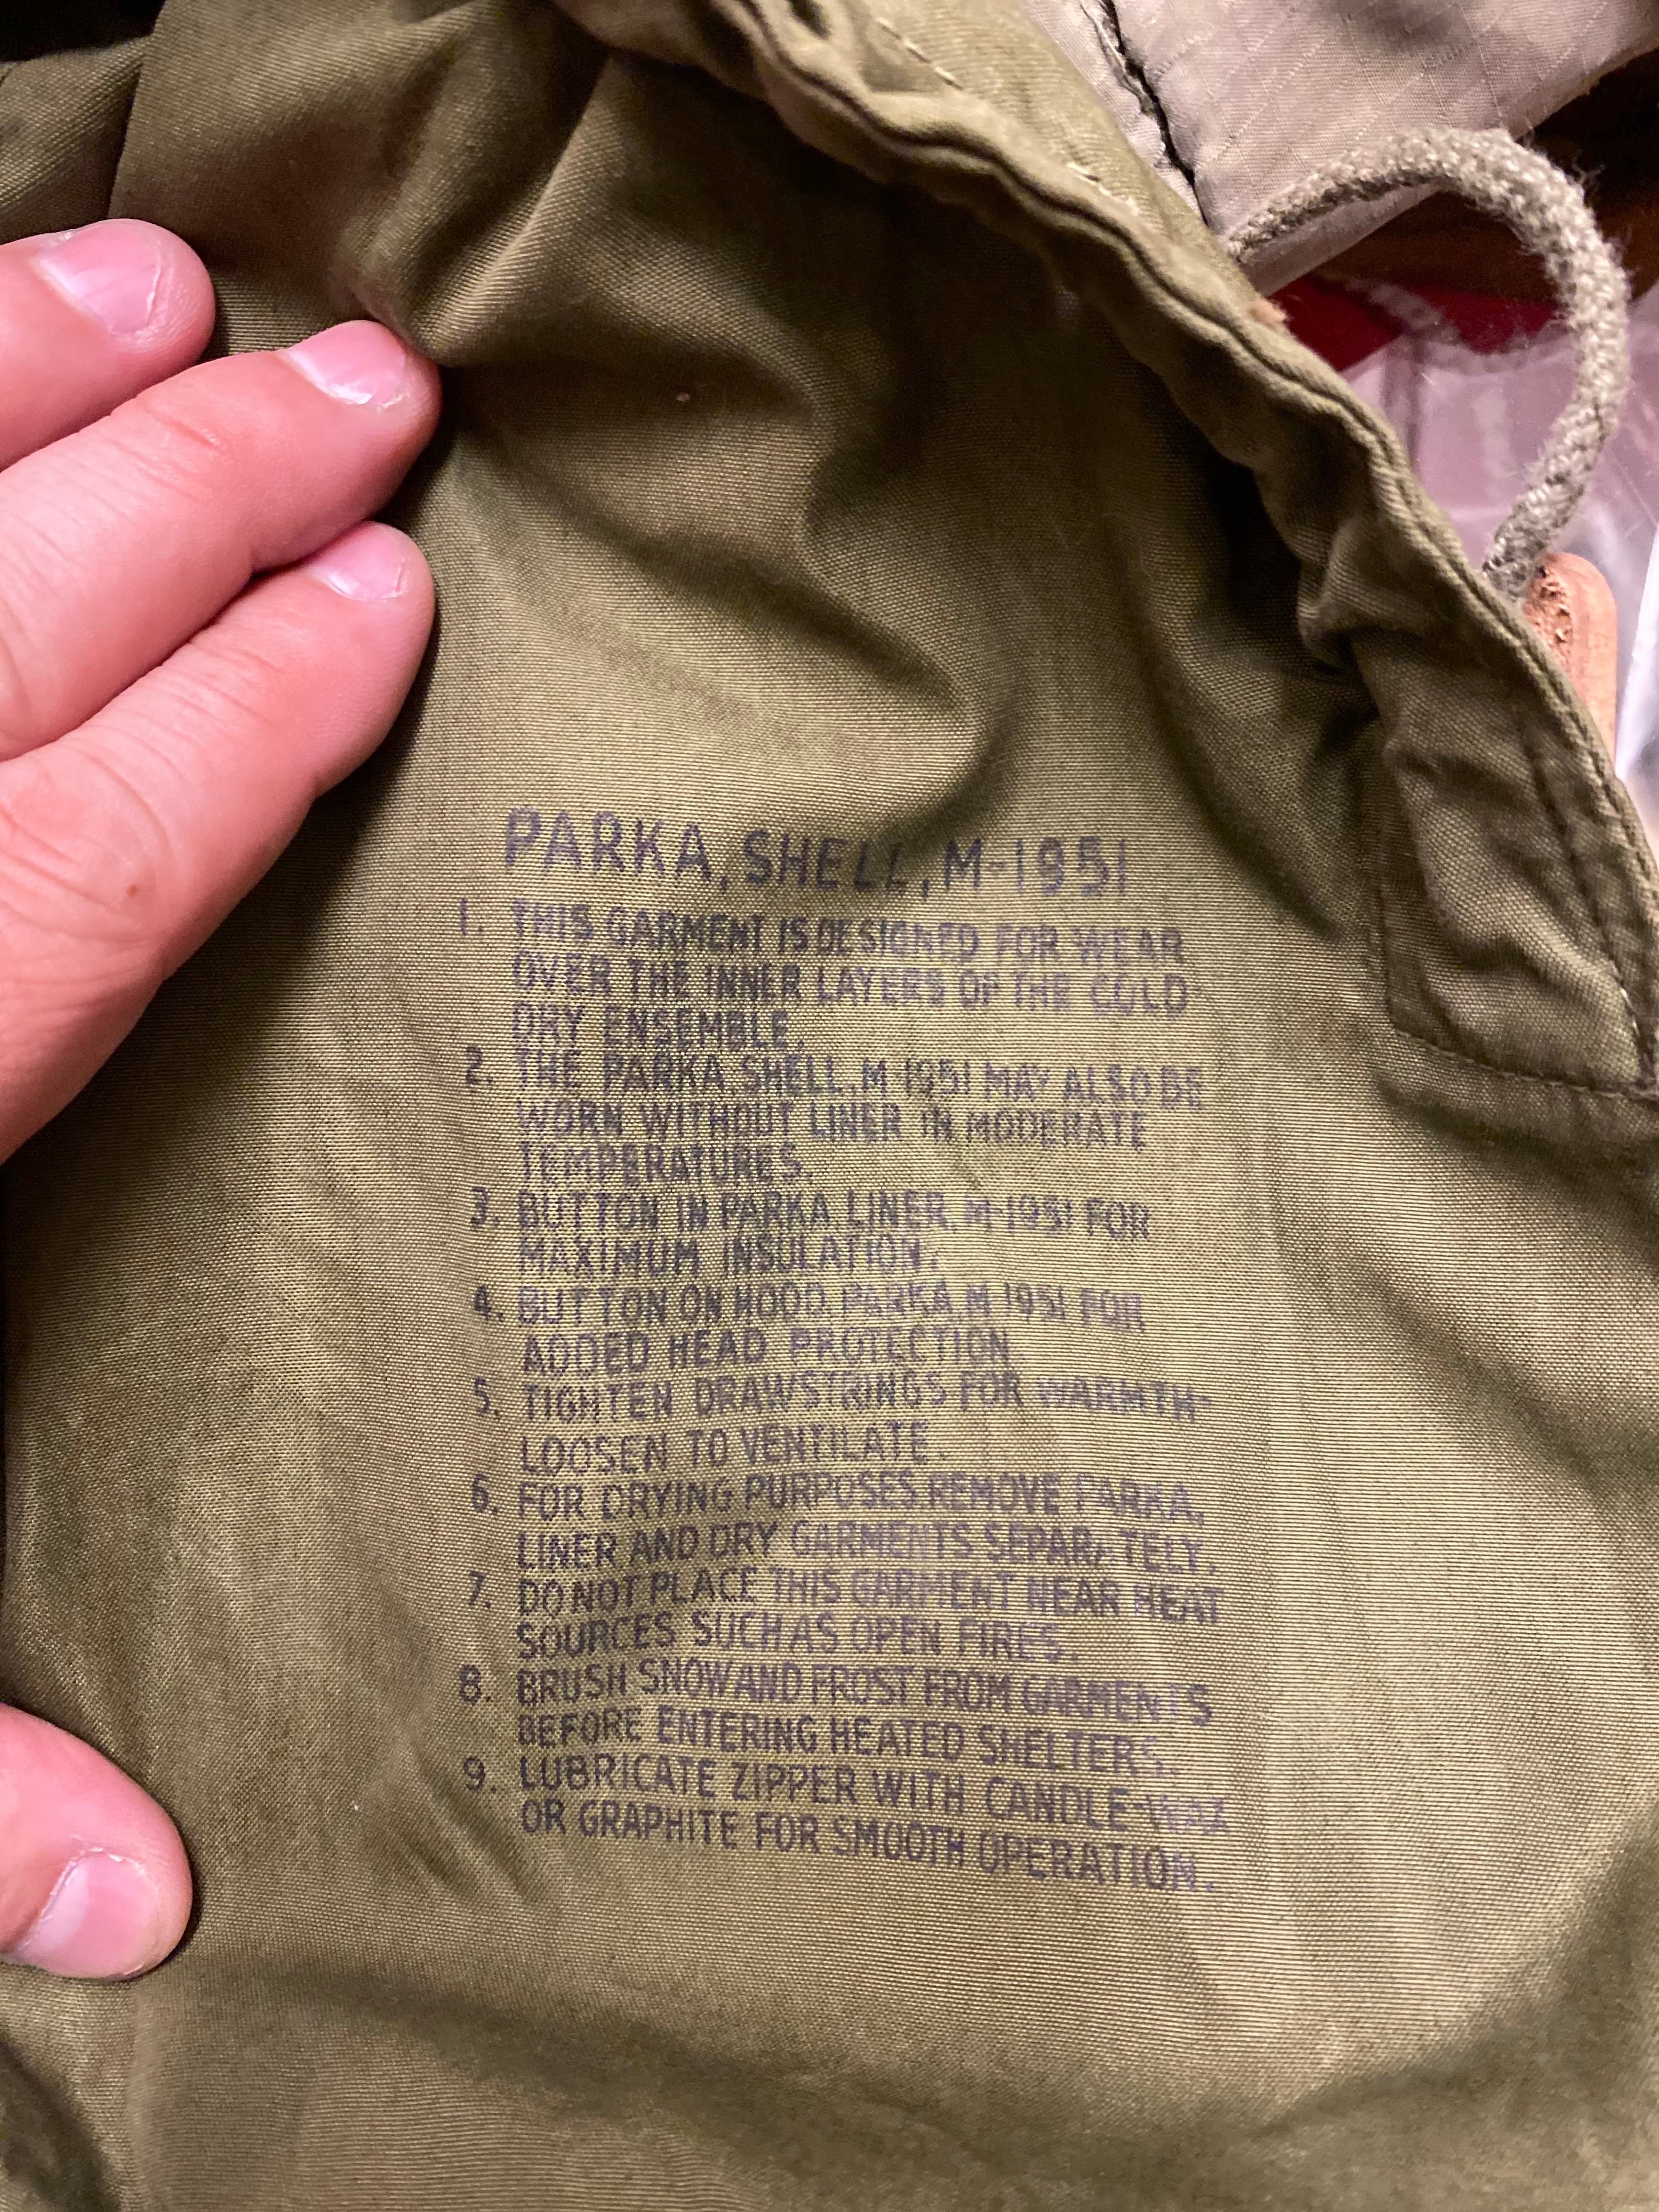 PARKA, SHELL, M-1951
1. THIS GARMENT IS DESIGNED FOR WEAR
OVER THE INNER LAYERS OF THE COLD
DRY ENSEMBLE.
2. THE PARKA, SHELL, M 1951 MAY ALSO BE
WORN WITHOUT LINER IN MODERATE
TEMPERATURES.
3. BUTTON IN PARKA, LINER, M-1951 FOR
MAXIMUM INSULATION.
4. BUTTON ON HOOD, PARKA, M 1951 FOR
ADDED HEAD PROTECTION
5. TIGHTEN DRAWSTRINGS FOR WARMTH-
LOOSEN TO VENTILATE.
6. FOR DRYING PURPOSES REMOVE PARKA,
LINER AND DRY GARMENTS SEPARATELY.
7. DO NOT PLACE THIS GARMENT NEAR HEAT
SOURCES SUCH AS OPEN FIRES.
8. BRUSH SNOW AND FROST FROM GARMENTS
BEFORE ENTERING HEATED SHELTERS.
9. LUBRICATE ZIPPER WITH CANDLE-WAX
OR GRAPHITE FOR SMOOTH OPERATION.